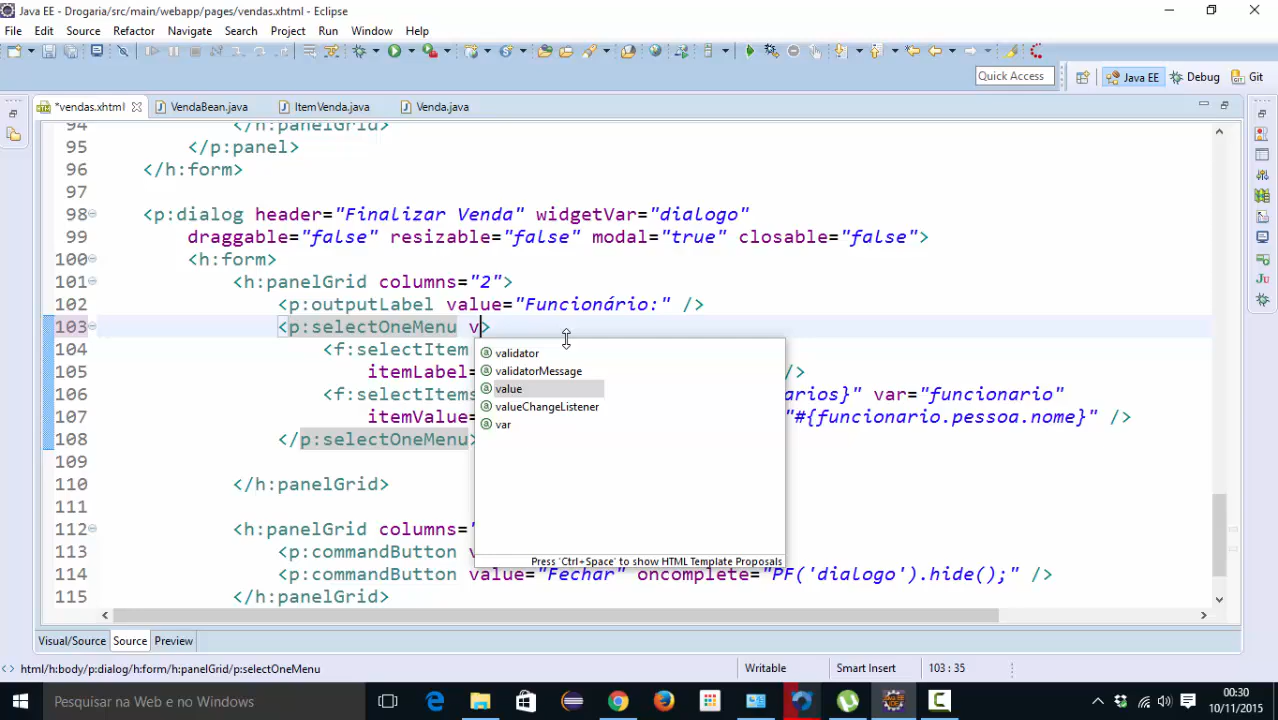 Java EE - Drogaria/src/main/webapp/pages/vendas.xhtml - Eclipse
File Edit Source Refactor Navigate Search Project Run Window Help
Quick Access Java EE Debug Git
*vendas.xhtml VendaBean.java ItemVenda.java Venda.java
94 </h:panelGrid>
95 </p:panel>
96 </h:form>
97
98 <p:dialog header="Finalizar Venda" widgetVar="dialogo"
99 draggable="false" resizable="false" modal="true" closable="false">
100 <h:form>
101 <h:panelGrid columns="2">
102 <p:outputLabel value="Funcionário:" />
103 <p:selectOneMenu v>
104 <f:selectItem
105 itemLabel= />
106 <f:selectItems arios}" var="funcionario"
107 itemValue= "#{funcionario.pessoa.nome}" />
108 </p:selectOneMenu>
109
110 </h:panelGrid>
111
112 <h:panelGrid columns=
113 <p:commandButton v
114 <p:commandButton value="Fechar" oncomplete="PF('dialogo').hide();" />
115 </h:panelGrid>
validator
validatorMessage
value
valueChangeListener
var
Press 'Ctrl+Space' to show HTML Template Proposals
Visual/Source Source Preview
html/h:body/p:dialog/h:form/h:panelGrid/p:selectOneMenu Writable Smart Insert 103 : 35
Pesquisar na Web e no Windows
00:30
10/11/2015